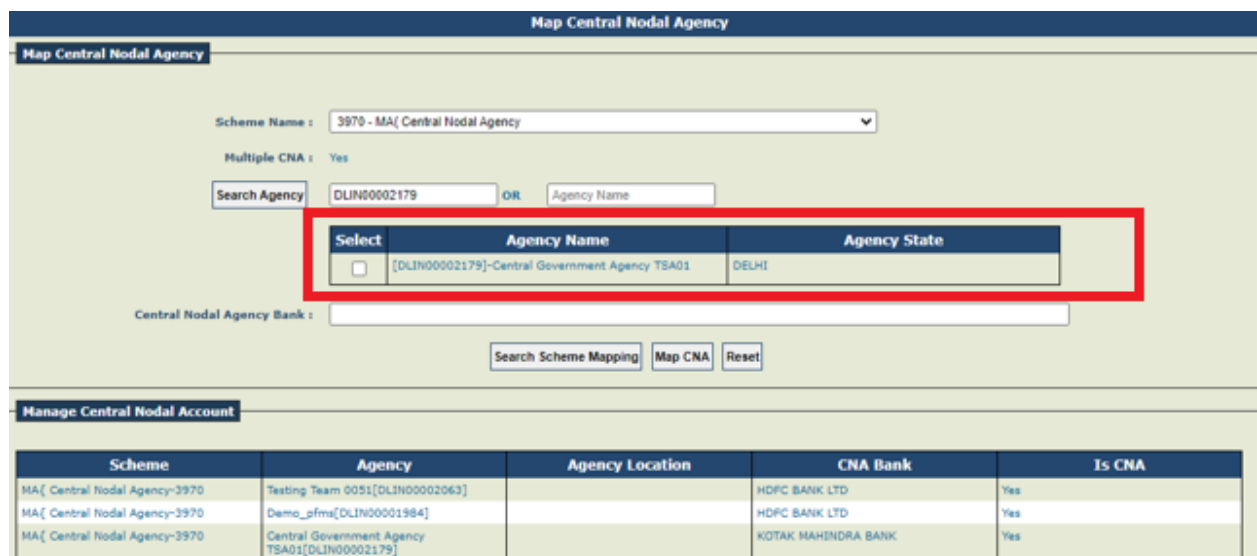 Map Central Nodal Agency
Map Central Nodal Agency
Scheme Name : 3970 - MA( Central Nodal Agency
Multiple CNA : Yes
Search Agency DLIN00002179 OR Agency Name
Select Agency Name Agency State
[DLIN00002179]-Central Government Agency TSA01 DELHI
Central Nodal Agency Bank :
Search Scheme Mapping Map CNA Reset
Manage Central Nodal Account
Scheme Agency Agency Location CNA Bank Is CNA
MA( Central Nodal Agency-3970 Testing Team 0051[DLIN00002063] HDFC BANK LTD Yes
MA( Central Nodal Agency-3970 Demo_pfms[DLIN00001984] HDFC BANK LTD Yes
MA( Central Nodal Agency-3970 Central Government Agency KOTAK MAHINDRA BANK Yes
TSA01[DLIN00002179]